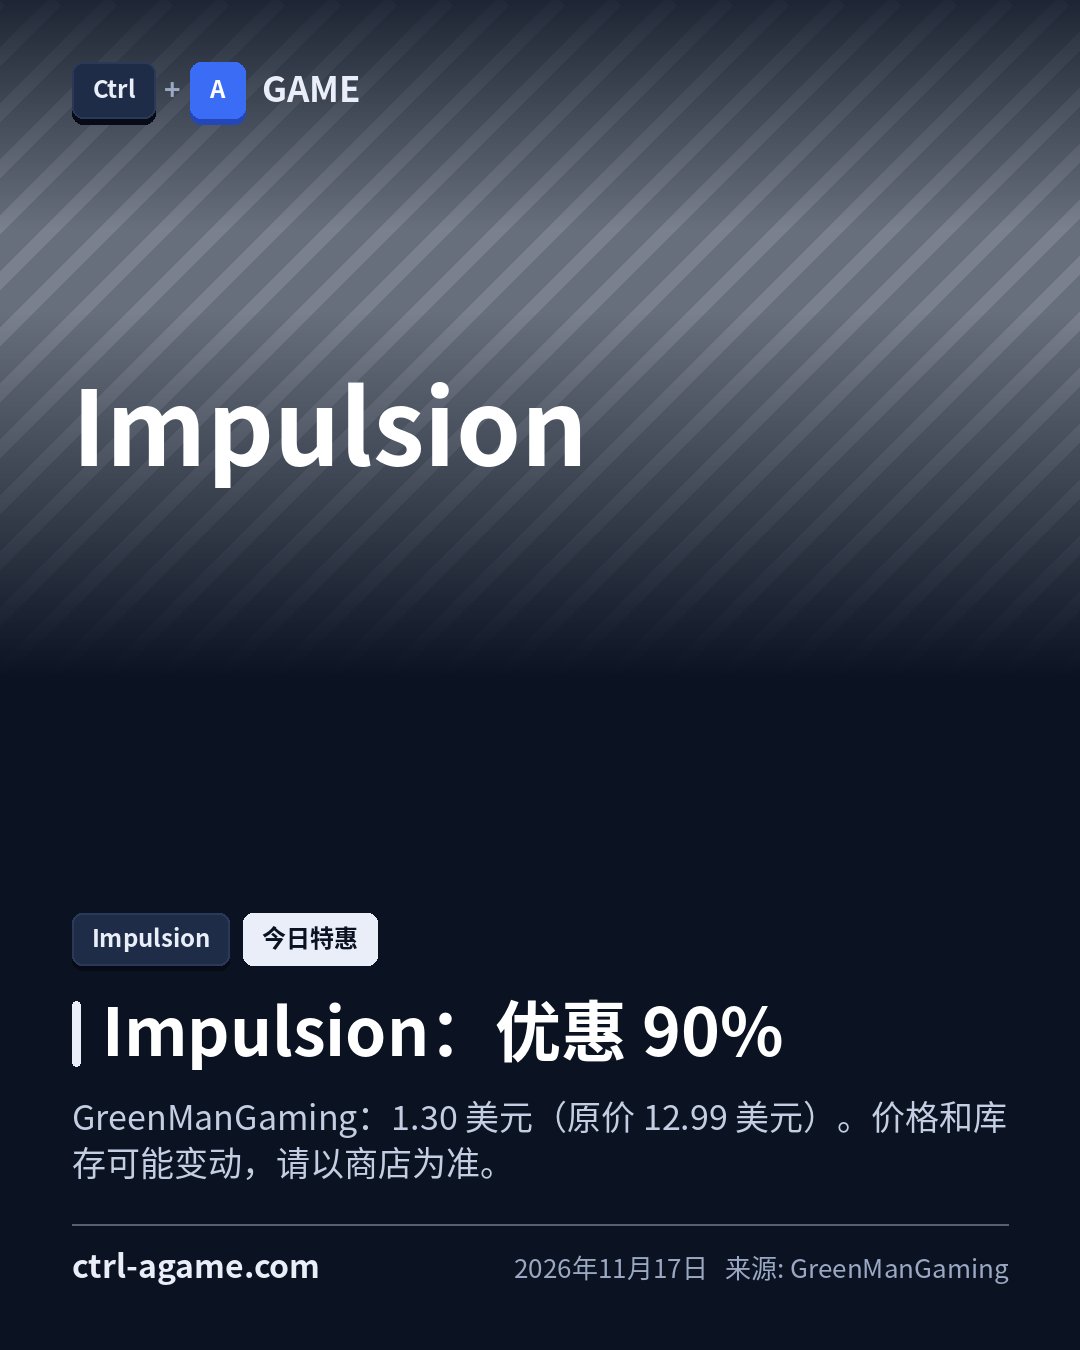 Ctrl + A GAME
Impulsion
Impulsion 今日特惠
Impulsion：优惠 90%
GreenManGaming：1.30 美元（原价 12.99 美元）。价格和库
存可能变动，请以商店为准。
ctrl-agame.com 2026年11月17日 来源: GreenManGaming